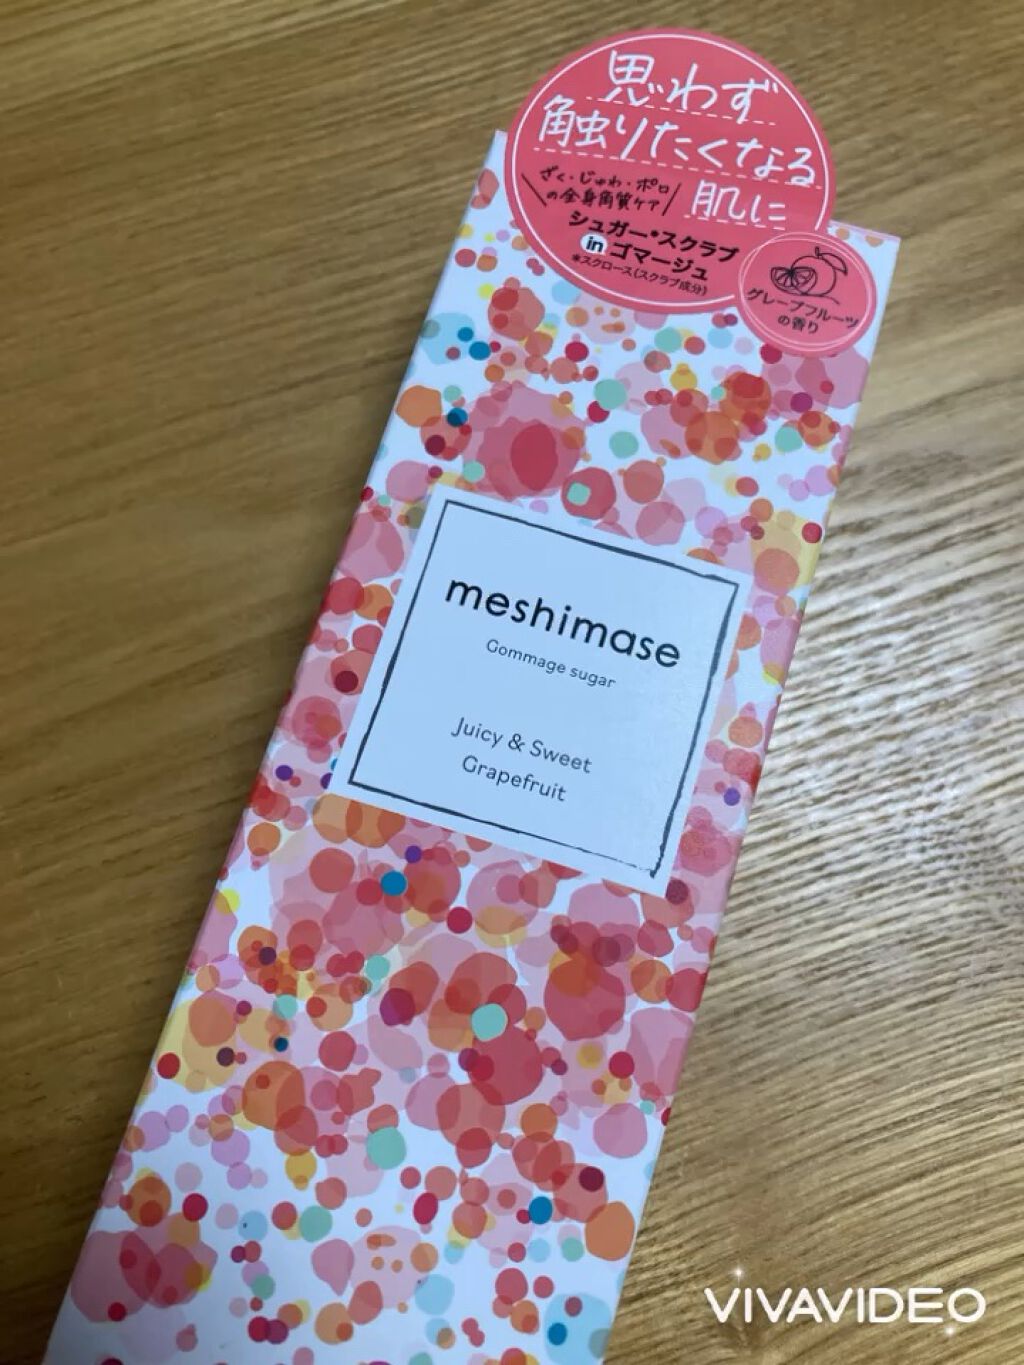 思わず
触りたくなる
肌に
ざく・じゅわ・ポロ
の全身角質ケア
シュガー*スクラブ
in ゴマージュ
*スクロース(スクラブ成分)
グレープフルーツ
の香り
meshimase
Gommage sugar
Juicy & Sweet
Grapefruit
VIVAVIDEO